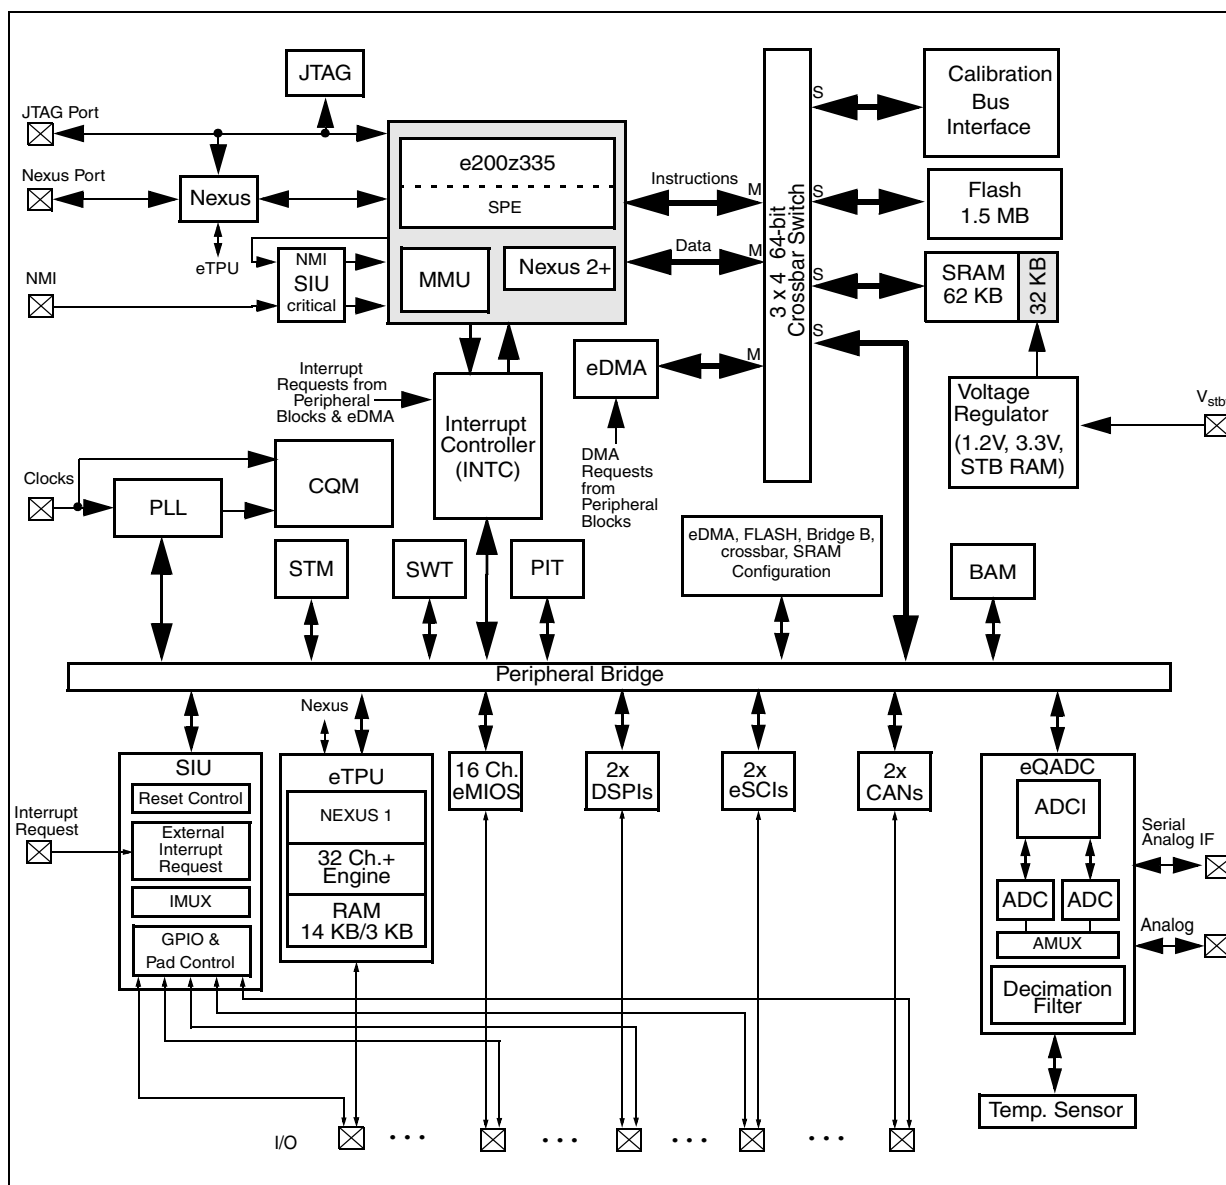 JTAG
JTAG Port
Nexus Port
Nexus
eTPU
NMI
NMI
SIU
critical
e200z335
SPE
MMU
Nexus 2+
Instructions
Data
M
M
M
3 x 4 64-bit
Crossbar Switch
S
S
S
S
Calibration
Bus
Interface
Flash
1.5 MB
SRAM
62 KB
32 KB
Voltage
Regulator
(1.2V, 3.3V,
STB RAM)
Vstby
eDMA
DMA
Requests
from
Peripheral
Blocks
Interrupt
Requests from
Peripheral
Blocks & eDMA
Interrupt
Controller
(INTC)
Clocks
PLL
CQM
STM
SWT
PIT
eDMA, FLASH, Bridge B,
crossbar, SRAM
Configuration
BAM
Peripheral Bridge
Nexus
SIU
Reset Control
External
Interrupt
Request
IMUX
GPIO &
Pad Control
Interrupt
Request
eTPU
NEXUS 1
32 Ch.+
Engine
RAM
14 KB/3 KB
16 Ch.
eMIOS
2x
DSPIs
2x
eSCIs
2x
CANs
eQADC
ADCI
ADC
ADC
AMUX
Decimation
Filter
Serial
Analog IF
Analog
Temp. Sensor
I/O